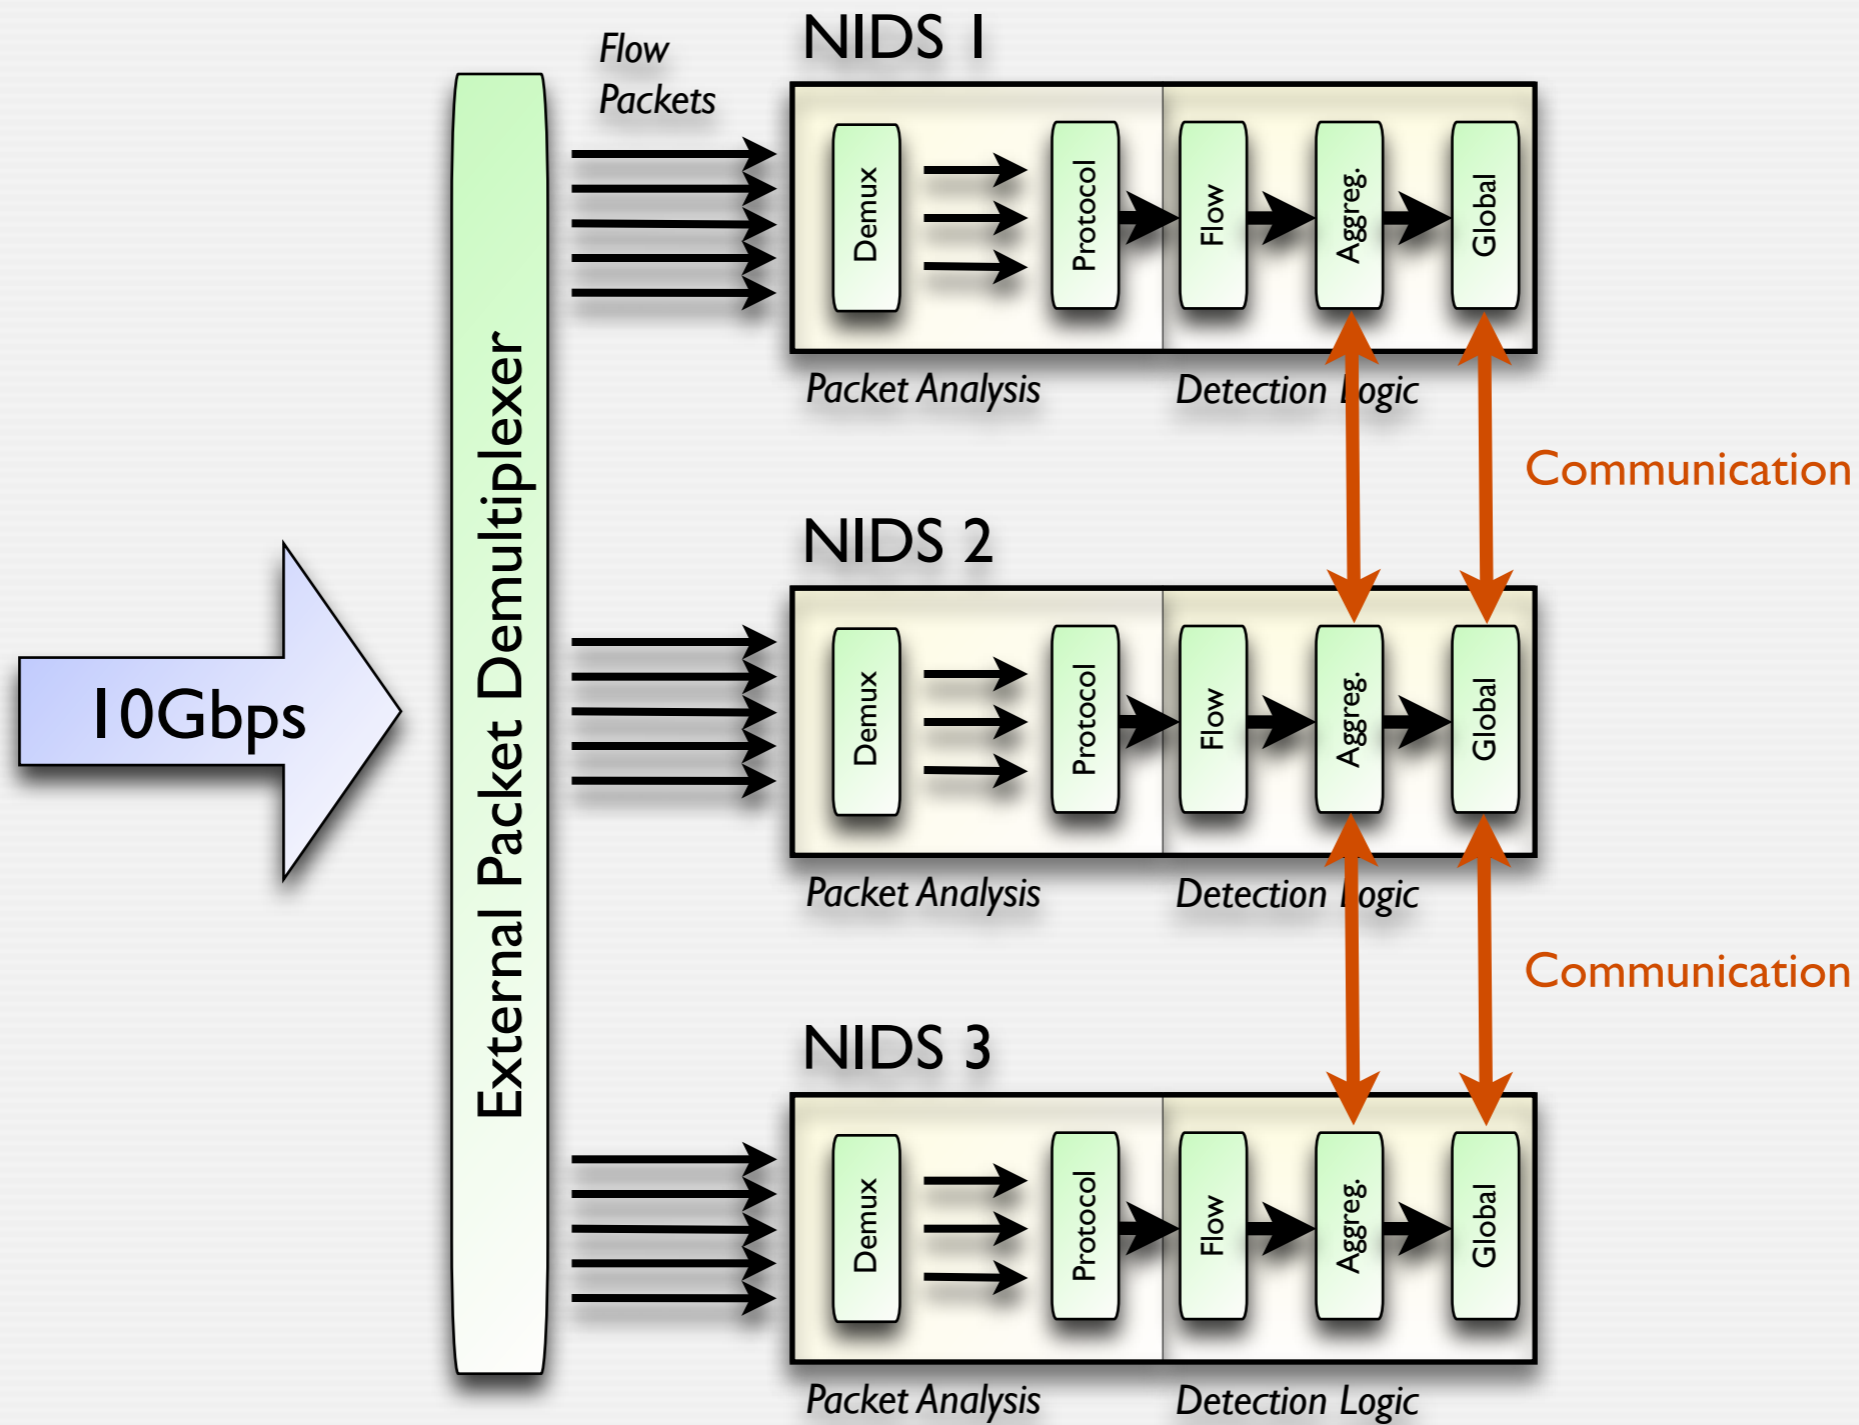 10Gbps
External Packet Demultiplexer
Flow
Packets
NIDS 1
Demux
Protocol
Flow
Aggreg.
Global
Packet Analysis
Detection Logic
Communication
NIDS 2
Demux
Protocol
Flow
Aggreg.
Global
Packet Analysis
Detection Logic
Communication
NIDS 3
Demux
Protocol
Flow
Aggreg.
Global
Packet Analysis
Detection Logic